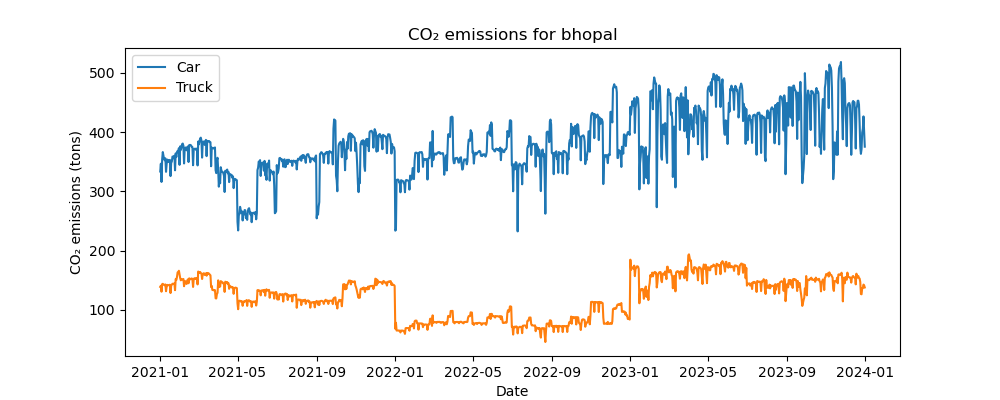 CO₂ emissions for bhopal
Car
Truck
CO₂ emissions (tons)
500
400
300
200
100
2021-01 2021-05 2021-09 2022-01 2022-05 2022-09 2023-01 2023-05 2023-09 2024-01
Date